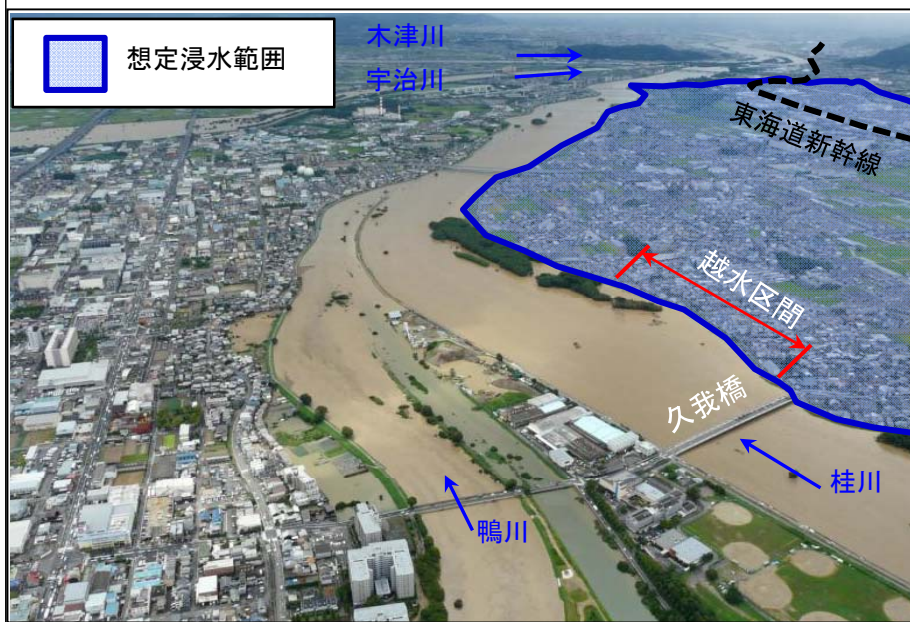 想定浸水範囲
木津川
宇治川
東海道新幹線
越水区間
久我橋
桂川
鴨川